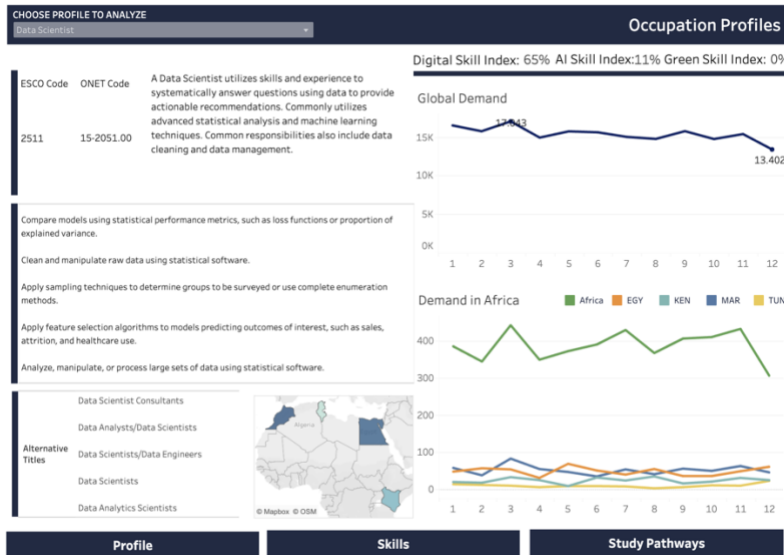 CHOOSE PROFILE TO ANALYZE
Data Scientist
Occupation Profiles
Digital Skill Index: 65% AI Skill Index:11% Green Skill Index: 0%
ESCO Code
ONET Code
2511
15-2051.00
A Data Scientist utilizes skills and experience to
systematically answer questions using data to provide
actionable recommendations. Commonly utilizes
advanced statistical analysis and machine learning
techniques. Common responsibilities also include data
cleaning and data management.
Global Demand
15K
10K
5K
0K
13.402
1 2 3 4 5 6 7 8 9 10 11 12
Compare models using statistical performance metrics, such as loss functions or proportion of
explained variance.
Clean and manipulate raw data using statistical software.
Apply sampling techniques to determine groups to be surveyed or use complete enumeration
methods.
Apply feature selection algorithms to models predicting outcomes of interest, such as sales,
attrition, and healthcare use.
Analyze, manipulate, or process large sets of data using statistical software.
Demand in Africa
Africa EGY KEN MAR TUN
400
300
200
100
0
1 2 3 4 5 6 7 8 9 10 11 12
Alternative
Titles
Data Scientist Consultants
Data Analysts/Data Scientists
Data Scientists/Data Engineers
Data Scientists
Data Analytics Scientists
Algeria
© Mapbox © OSM
Profile
Skills
Study Pathways